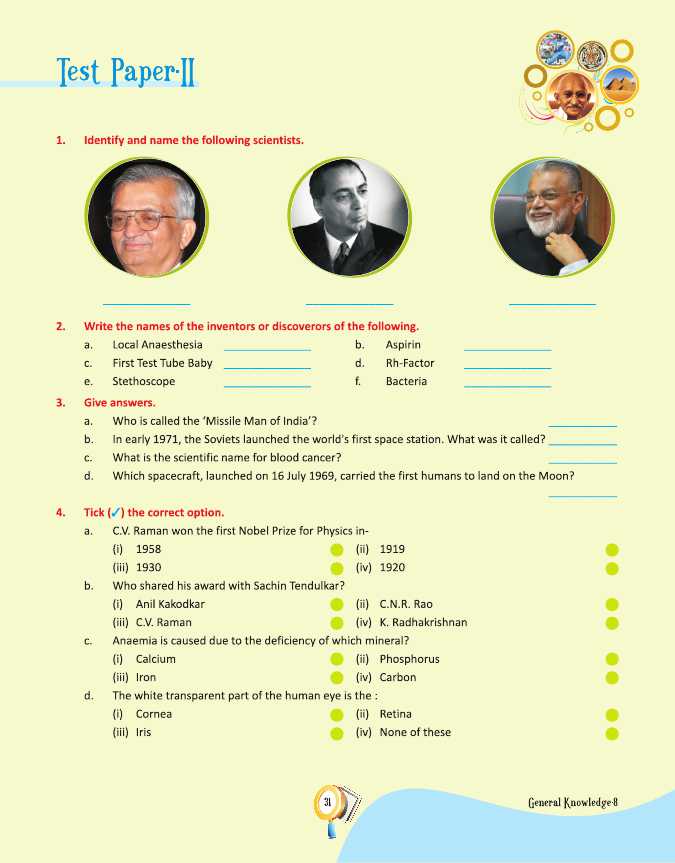 Test Paper-II
1. Identify and name the following scientists.
2. Write the names of the inventors or discoverors of the following.
a. Local Anaesthesia b. Aspirin
c. First Test Tube Baby d. Rh-Factor
e. Stethoscope f. Bacteria
3. Give answers.
a. Who is called the ‘Missile Man of India’?
b. In early 1971, the Soviets launched the world's first space station. What was it called?
c. What is the scientific name for blood cancer?
d. Which spacecraft, launched on 16 July 1969, carried the first humans to land on the Moon?
4. Tick (✓) the correct option.
a. C.V. Raman won the first Nobel Prize for Physics in-
(i) 1958 (ii) 1919
(iii) 1930 (iv) 1920
b. Who shared his award with Sachin Tendulkar?
(i) Anil Kakodkar (ii) C.N.R. Rao
(iii) C.V. Raman (iv) K. Radhakrishnan
c. Anaemia is caused due to the deficiency of which mineral?
(i) Calcium (ii) Phosphorus
(iii) Iron (iv) Carbon
d. The white transparent part of the human eye is the :
(i) Cornea (ii) Retina
(iii) Iris (iv) None of these
31
General Knowledge-8